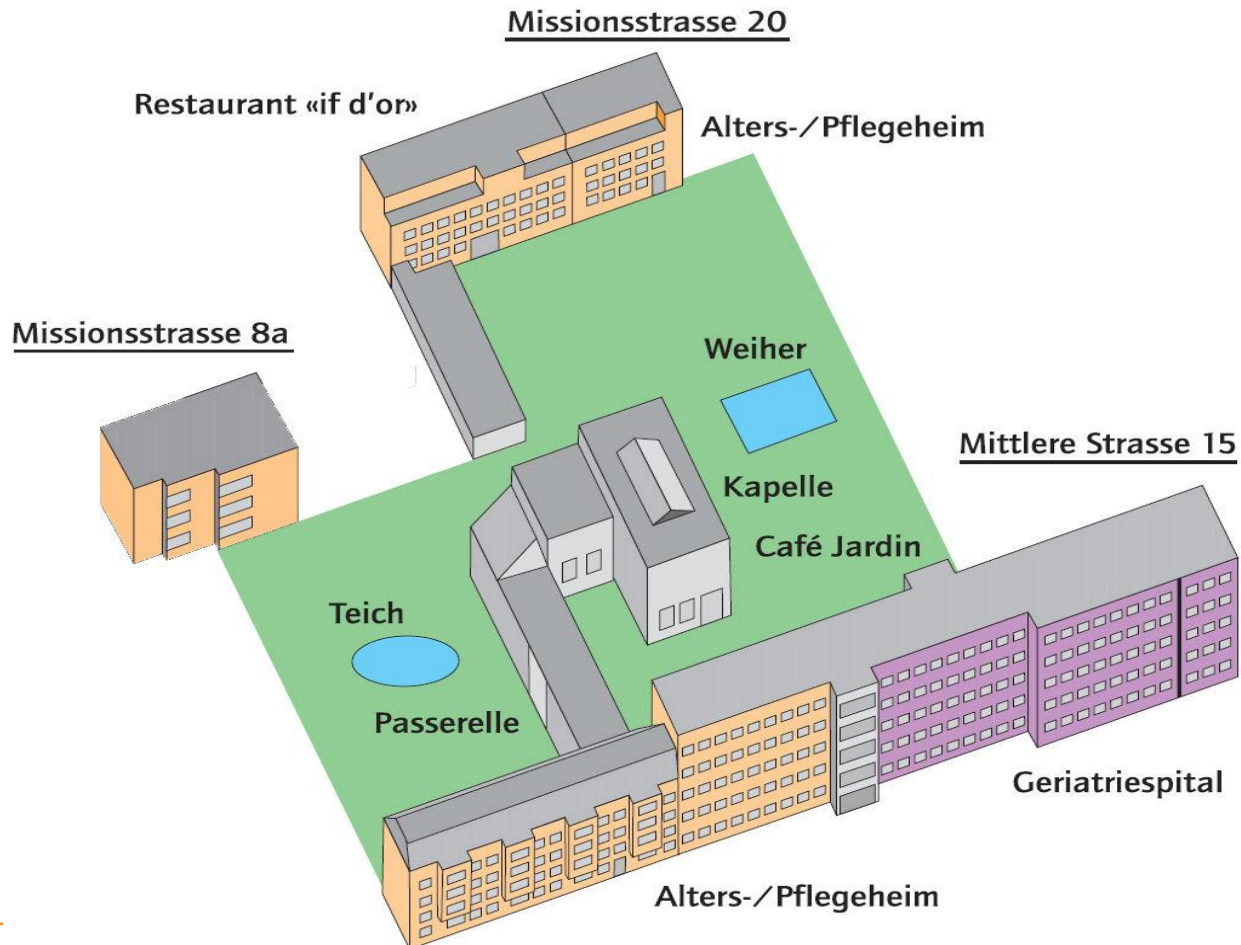 Missionsstrasse 20
Restaurant «if d'or»
Alters-/Pflegeheim
Missionsstrasse 8a
Weiher
Mittlere Strasse 15
Kapelle
Café Jardin
Teich
Passerelle
Geriatriespital
Alters-/Pflegeheim